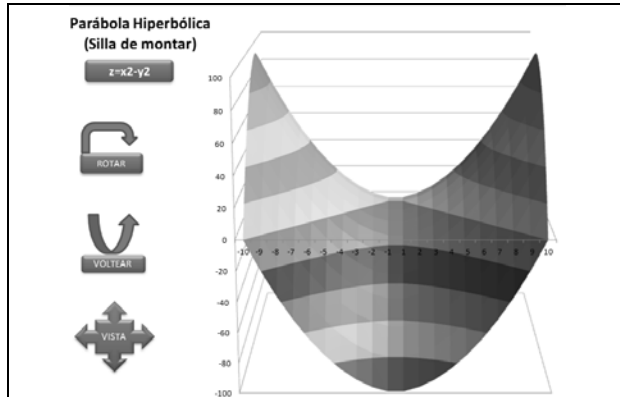 Parábola Hiperbólica
(Silla de montar)
z=x2-y2
ROTAR
VOLTEAR
VISTA
100
80
60
40
20
0
-20
-40
-60
-80
-100
-10 -9 -8 -7 -6 -5 -4 -3 -2 -1 0 1 2 3 4 5 6 7 8 9 10